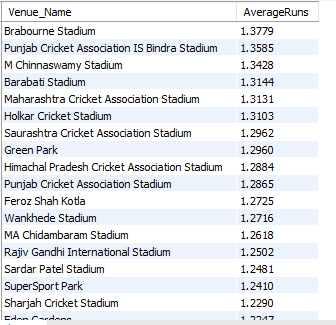 Venue_Name AverageRuns
Brabourne Stadium 1.3779
Punjab Cricket Association IS Bindra Stadium 1.3585
M Chinnaswamy Stadium 1.3428
Barabati Stadium 1.3144
Maharashtra Cricket Association Stadium 1.3131
Holkar Cricket Stadium 1.3103
Saurashtra Cricket Association Stadium 1.2962
Green Park 1.2960
Himachal Pradesh Cricket Association Stadium 1.2884
Punjab Cricket Association Stadium 1.2865
Feroz Shah Kotla 1.2725
Wankhede Stadium 1.2716
MA Chidambaram Stadium 1.2618
Rajiv Gandhi International Stadium 1.2502
Sardar Patel Stadium 1.2481
SuperSport Park 1.2410
Sharjah Cricket Stadium 1.2290
Eden Gardens 1.2247